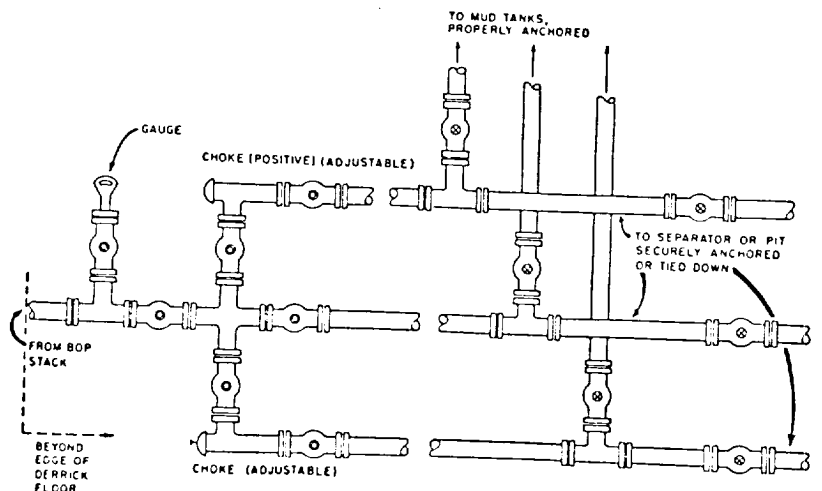 TO MUD TANKS,
PROPERLY ANCHORED
GAUGE
CHOKE [POSITIVE] (ADJUSTABLE)
TO SEPARATOR OR PIT
SECURELY ANCHORED
OR TIED DOWN
FROM BOP
STACK
BEYOND
EDGE OF
DERRICK
FLOOR
CHOKE (ADJUSTABLE)